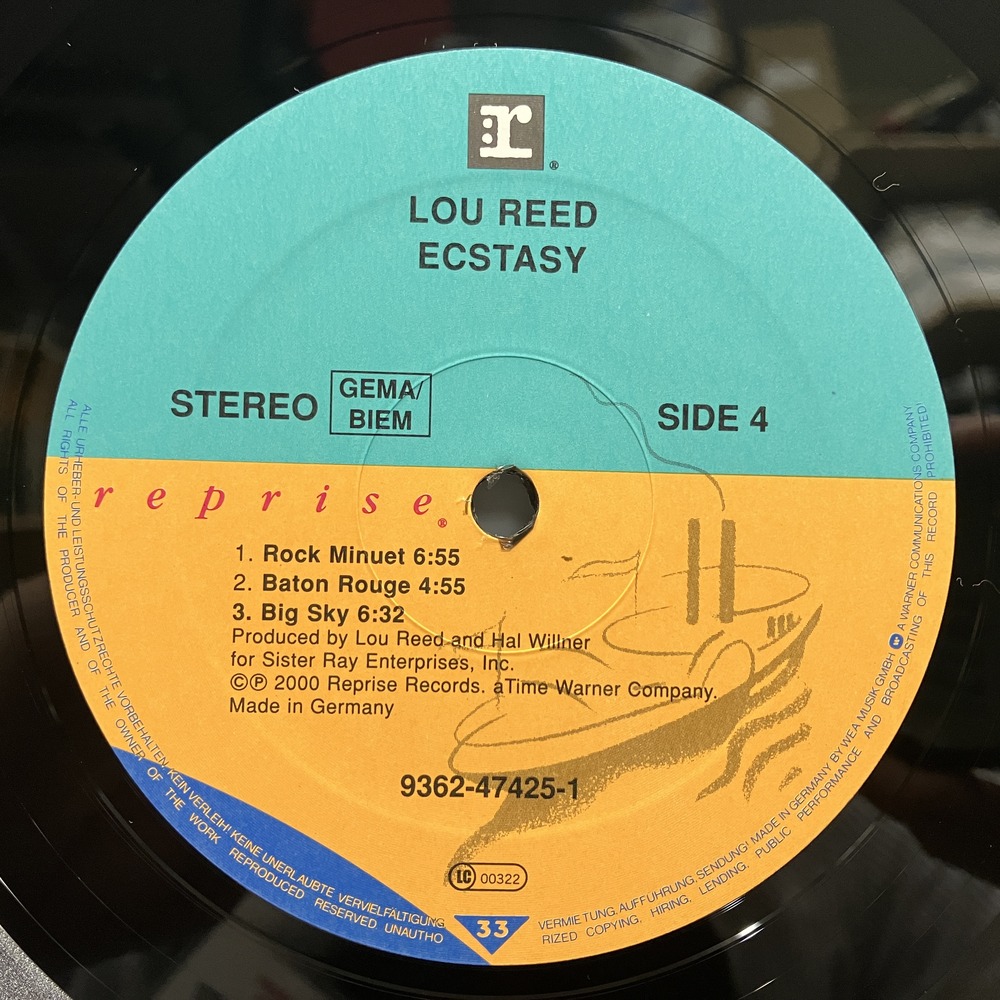 r
®
LOU REED
ECSTASY
STEREO
GEMA/
BIEM
SIDE 4
reprise®
1. Rock Minuet 6:55
2. Baton Rouge 4:55
3. Big Sky 6:32
Produced by Lou Reed and Hal Willner
for Sister Ray Enterprises, Inc.
©℗ 2000 Reprise Records. aTime Warner Company.
Made in Germany
9362-47425-1
LC 00322
33
ALLE URHEBER- UND LEISTUNGSSCHUTZRECHTE VORBEHALTEN. KEIN VERLEIH! KEINE UNERLAUBTE VERVIELFÄLTIGUNG
VERMIETUNG. AUFFÜHRUNG. SENDUNG! MADE IN GERMANY BY WEA MUSIK GMBH A WARNER COMMUNICATIONS COMPANY
ALL RIGHTS OF THE PRODUCER AND OF THE OWNER OF THE WORK REPRODUCED RESERVED UNAUTHO
RIZED COPYING. HIRING. LENDING. PUBLIC PERFORMANCE AND BROADCASTING OF THIS RECORD PROHIBITED!